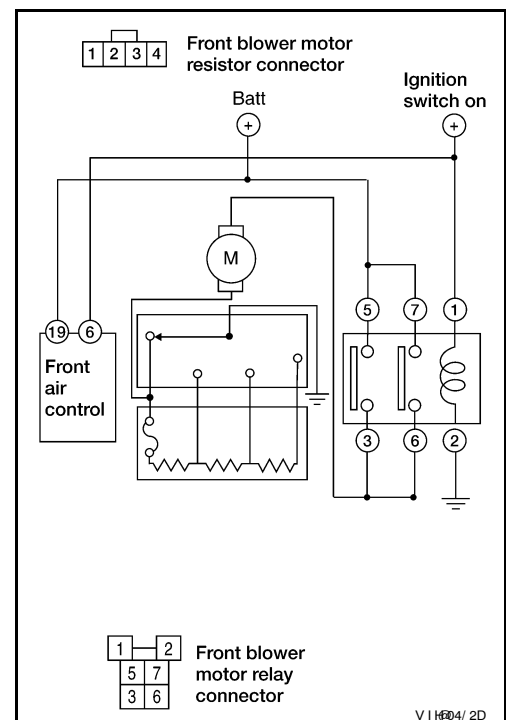 1 2 3 4
Front blower motor
resistor connector
Ignition
switch on
Batt
+
+
M
5 7 1
19 6
Front
air
control
3 6 2
1 2
5 7
3 6
Front blower
motor relay
connector
2D